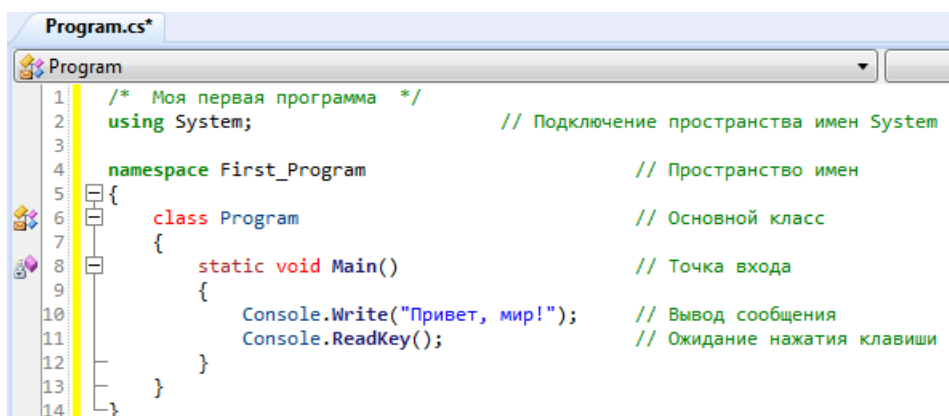 Program.cs*
Program
1 /*  Моя первая программа  */
2 using System; // Подключение пространства имен System
3
4 namespace First_Program // Пространство имен
5 {
6 class Program // Основной класс
7 {
8 static void Main() // Точка входа
9 {
10 Console.Write("Привет, мир!"); // Вывод сообщения
11 Console.ReadKey(); // Ожидание нажатия клавиши
12 }
13 }
14 }